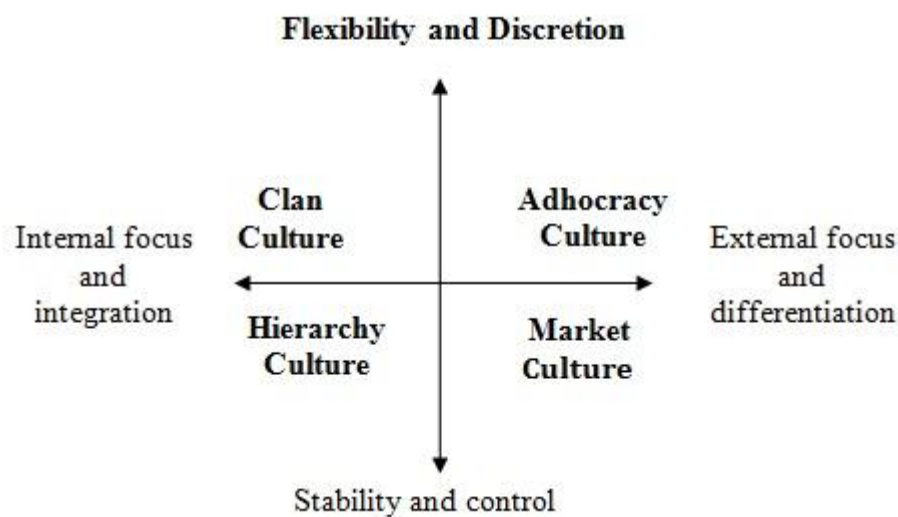 Flexibility and Discretion
Clan
Culture
Adhocracy
Culture
Internal focus
and
integration
External focus
and
differentiation
Hierarchy
Culture
Market
Culture
Stability and control